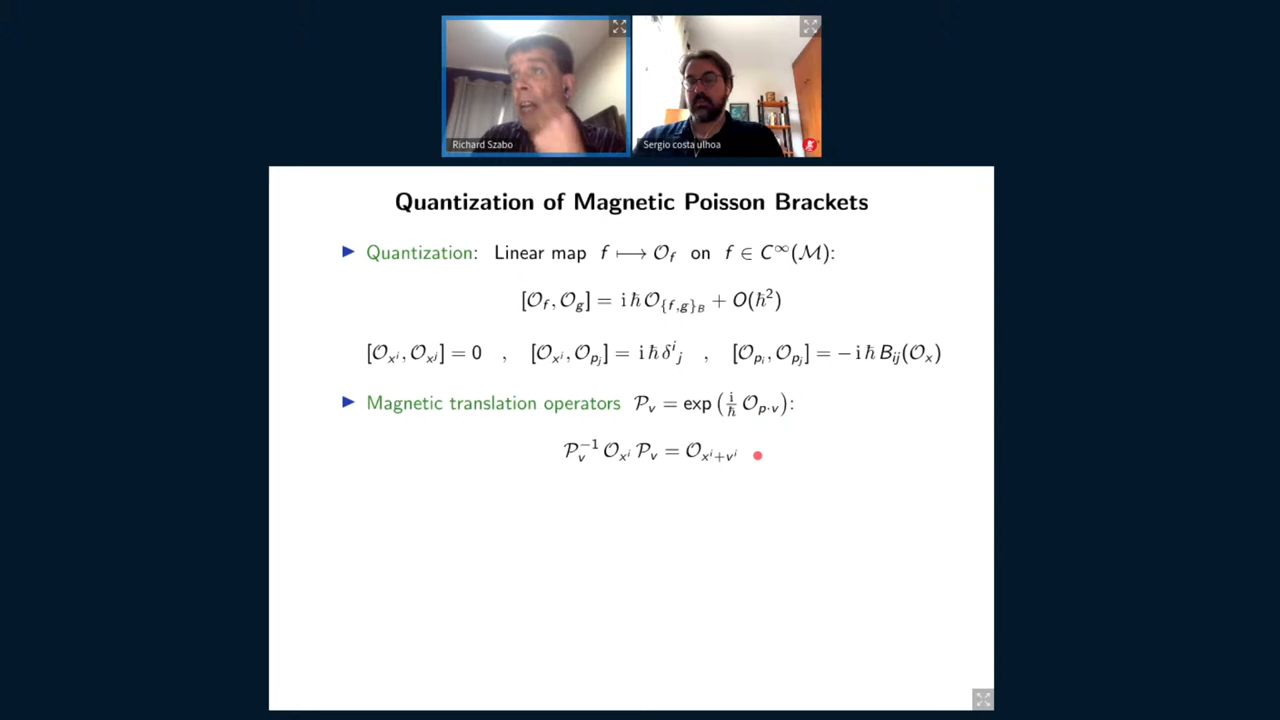 Richard Szabo
Sergio costa ulhoa
Quantization of Magnetic Poisson Brackets
▶ Quantization: Linear map f ⟼ 𝒪_f on f ∈ C^∞(ℳ):
[𝒪_f, 𝒪_g] = i ℏ 𝒪_{{f,g}_B} + O(ℏ²)
[𝒪_{x^i}, 𝒪_{x^j}] = 0 , [𝒪_{x^i}, 𝒪_{p_j}] = i ℏ δ^i_j , [𝒪_{p_i}, 𝒪_{p_j}] = − i ℏ B_{ij}(𝒪_x)
▶ Magnetic translation operators 𝒫_v = exp (i/ℏ 𝒪_{p·v}):
𝒫_v^{−1} 𝒪_{x^i} 𝒫_v = 𝒪_{x^i+v^i}